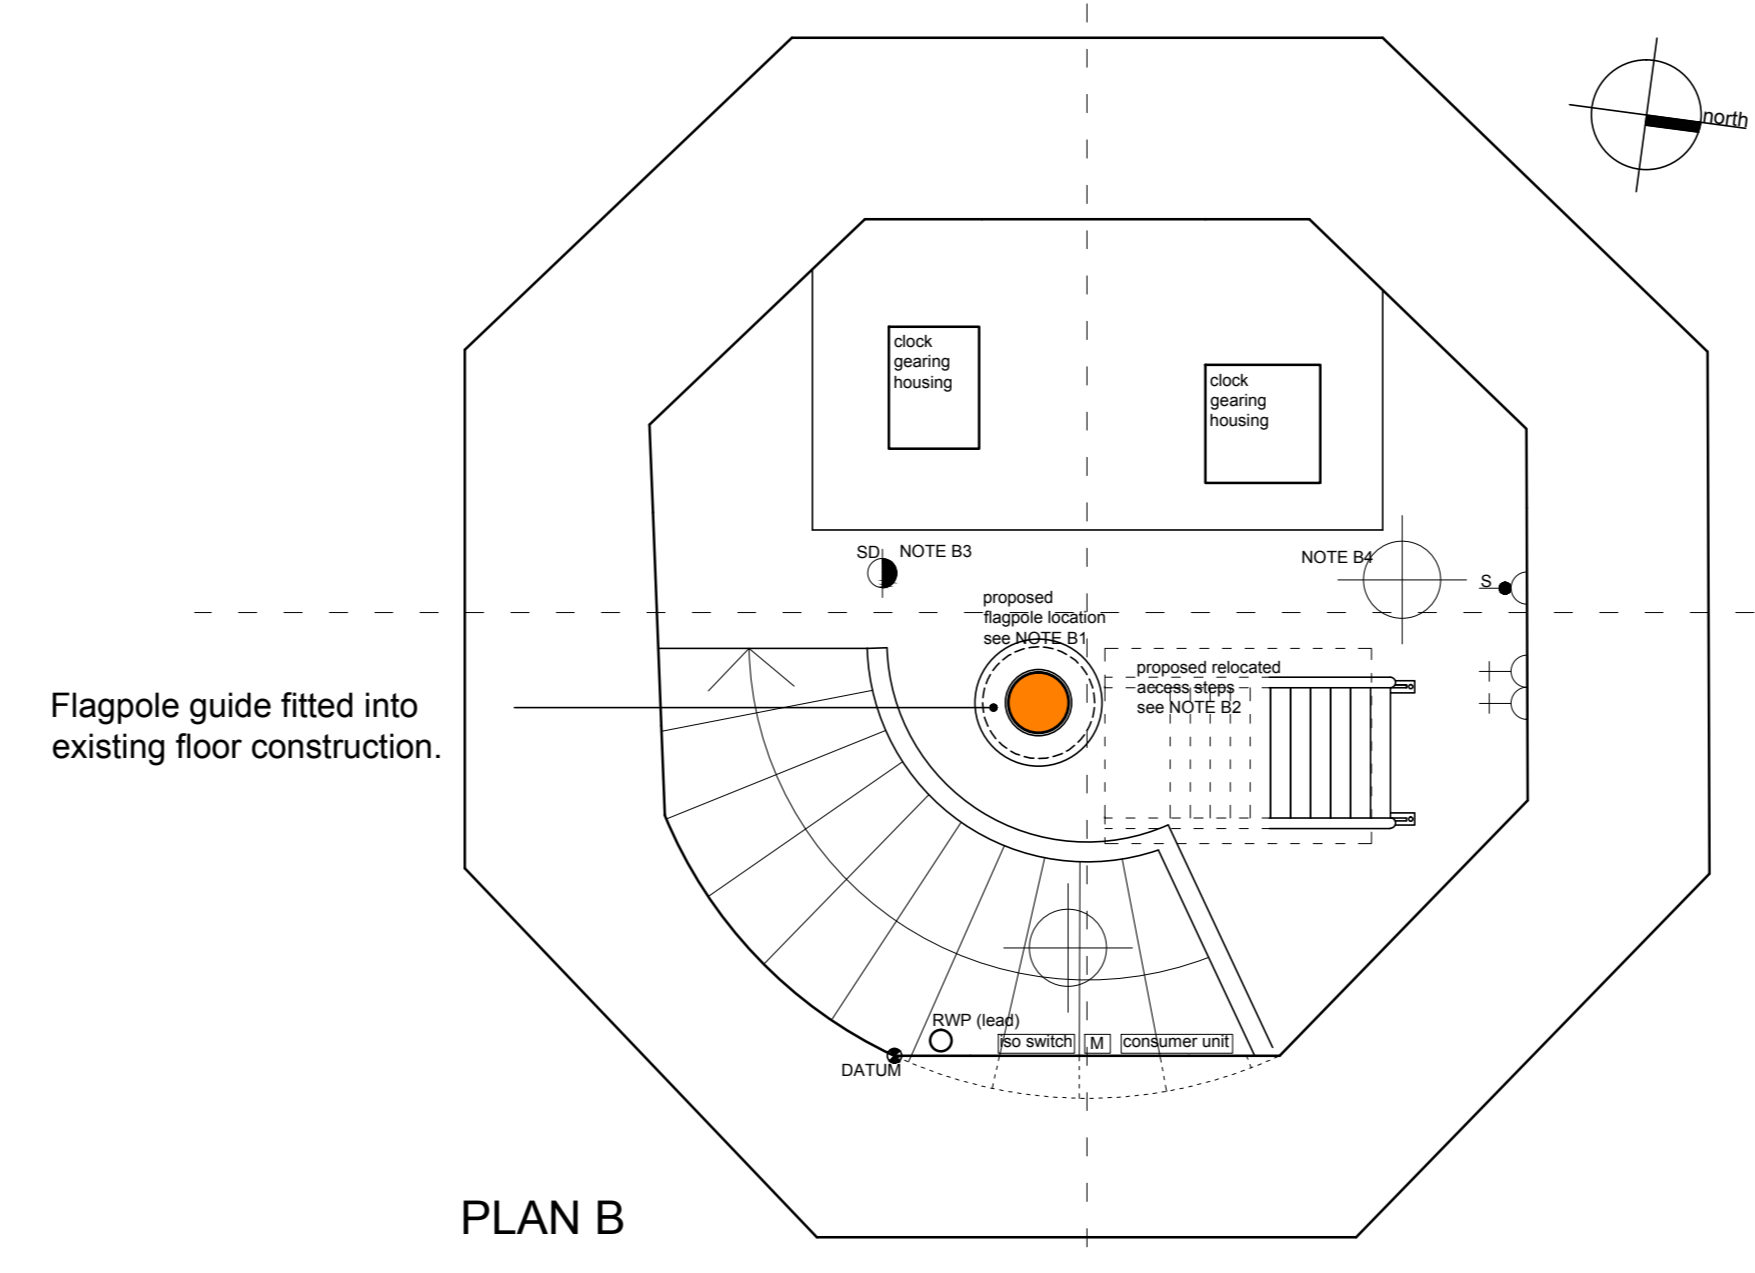 north
clock
gearing
housing
clock
gearing
housing
SD
NOTE B3
NOTE B4
S
proposed
flagpole location
see NOTE B1
proposed relocated
access steps
see NOTE B2
Flagpole guide fitted into
existing floor construction.
RWP (lead)
iso switch
M
consumer unit
DATUM
PLAN B